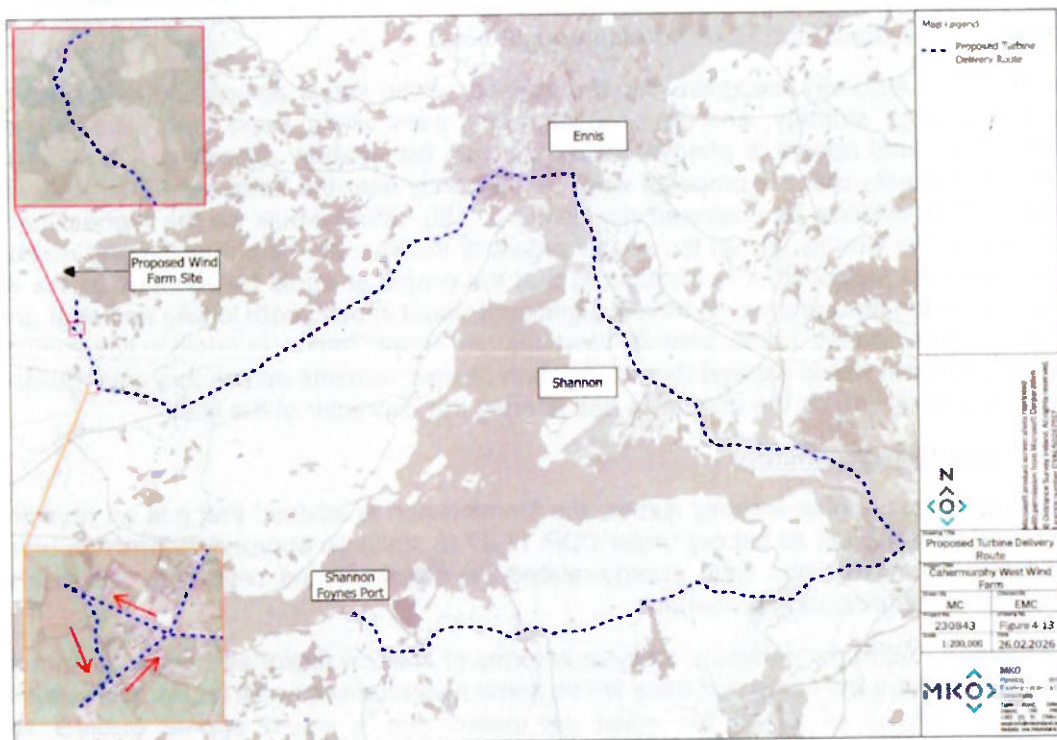 Map Legend
Proposed Turbine
Delivery Route
Ennis
Proposed Wind
Farm Site
Shannon
Shannon
Foynes Port
N
Proposed Turbine Delivery
Route
Cahermurphy West Wind
Farm
MC
EMC
230843
Figure 4 13
1:200,000
26.02.2026
MKO
MKO